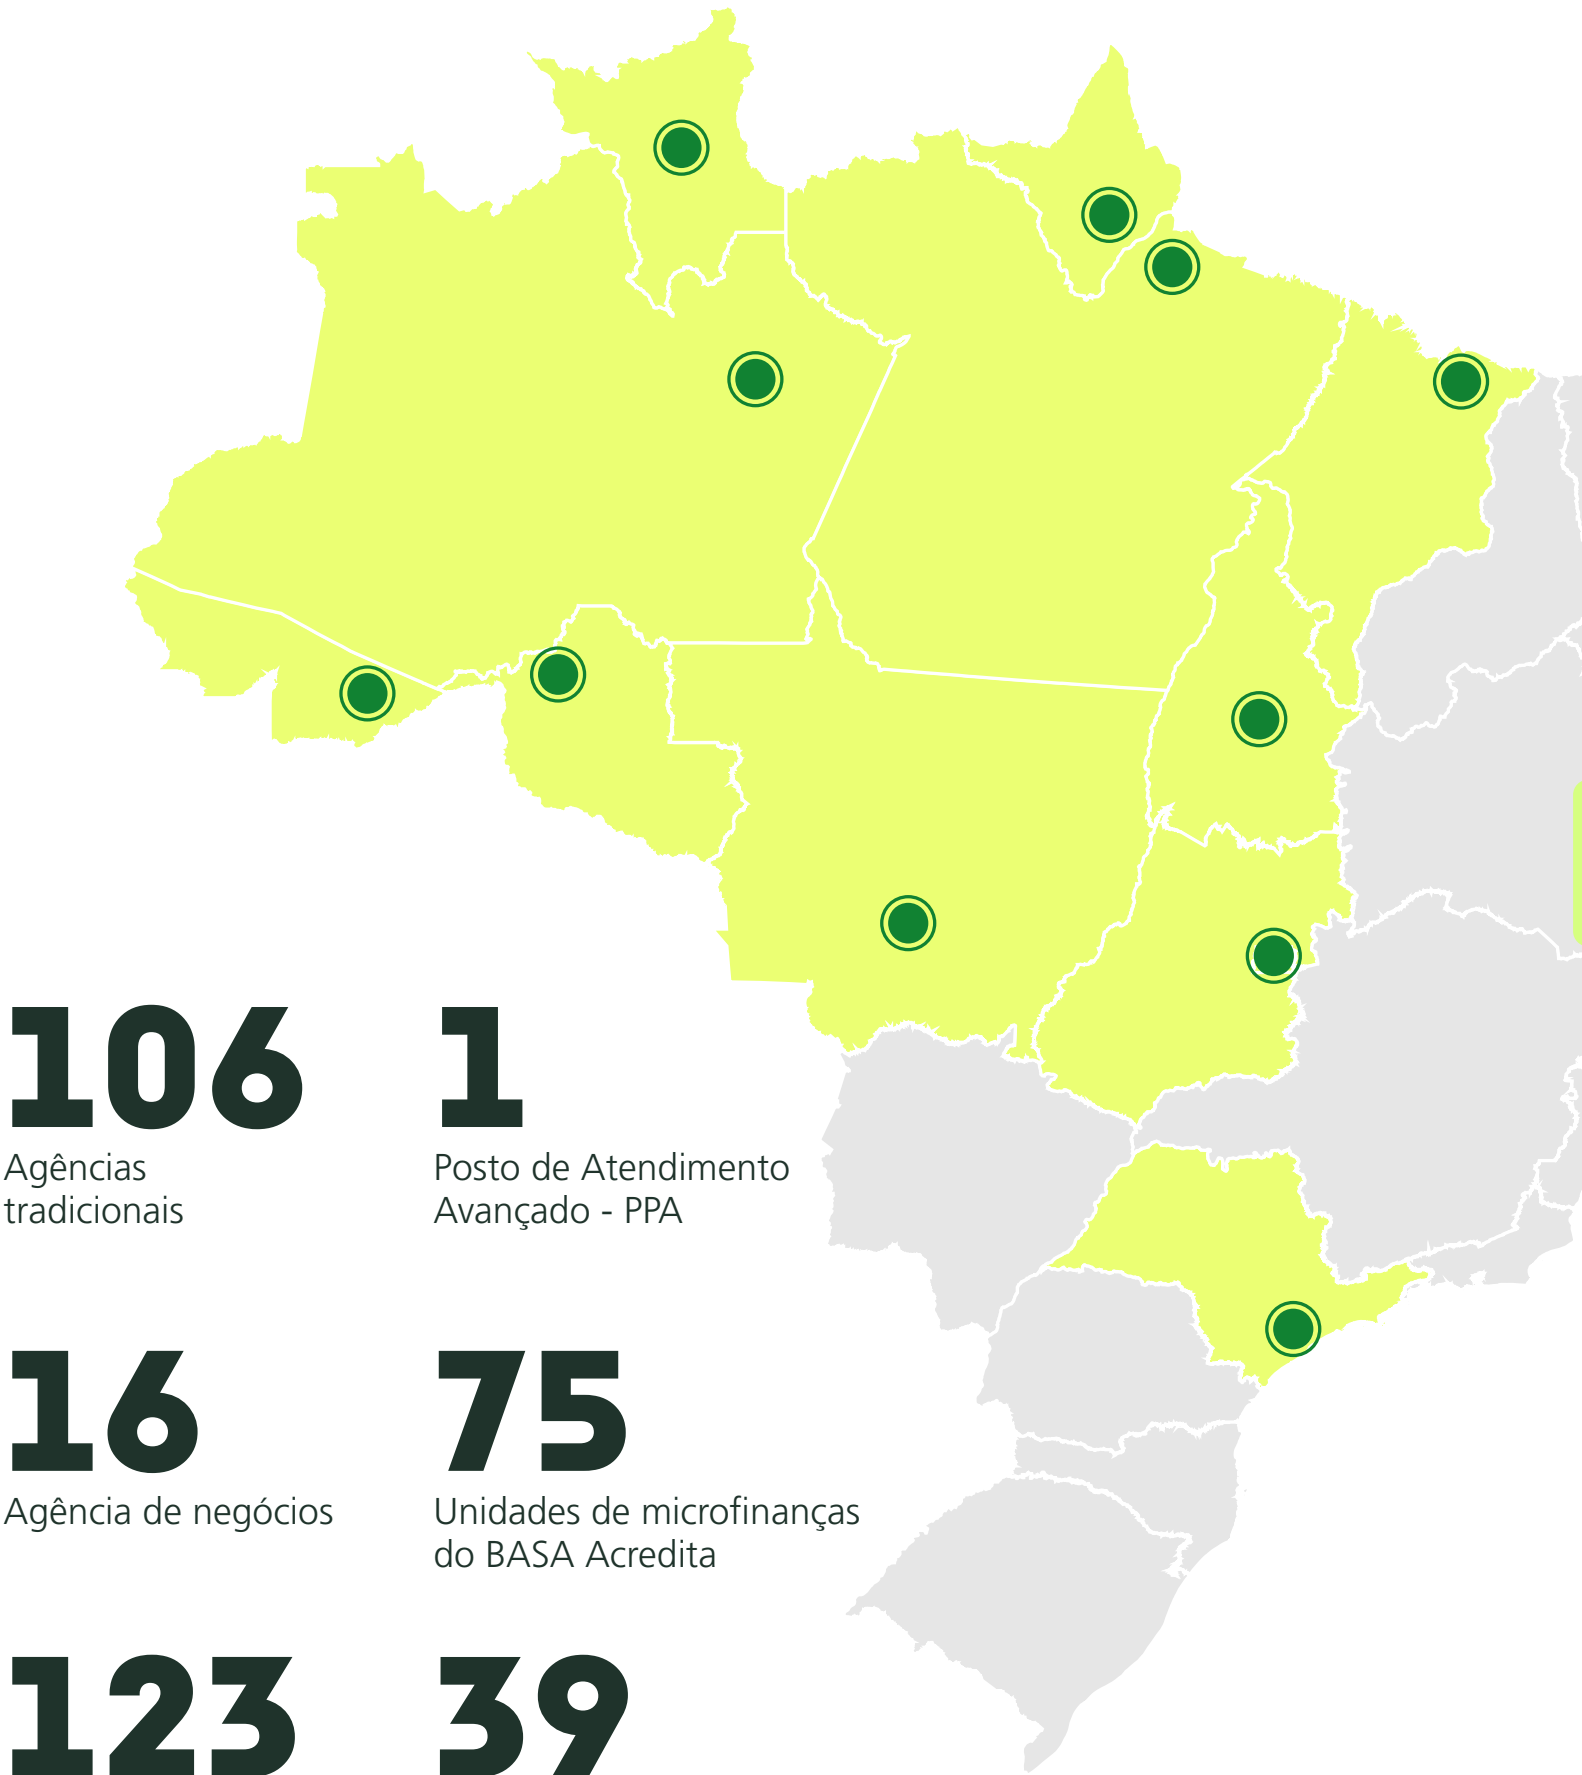 106
Agências
tradicionais
1
Posto de Atendimento
Avançado - PPA
16
Agência de negócios
75
Unidades de microfinanças
do BASA Acredita
123
39